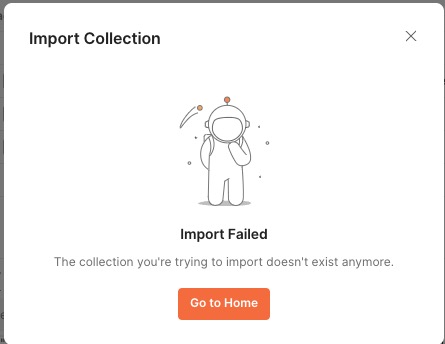 Import Collection
Import Failed
The collection you're trying to import doesn't exist anymore.
Go to Home